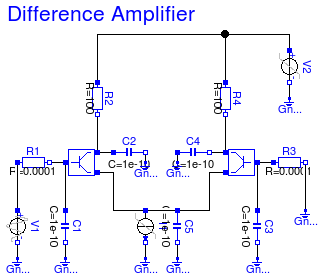 Difference Amplifier
V2
Gn...
R=100
R2
R=100
R4
C2
C=1e-10
Gn...
C4
C=1e-10
Gn...
R1
R=0.0001
R3
R=0.0001
Gn...
V1
Gn...
C=1e-10
C1
Gn...
Gn...
C=1e-10
C5
Gn...
C=1e-10
C3
Gn...